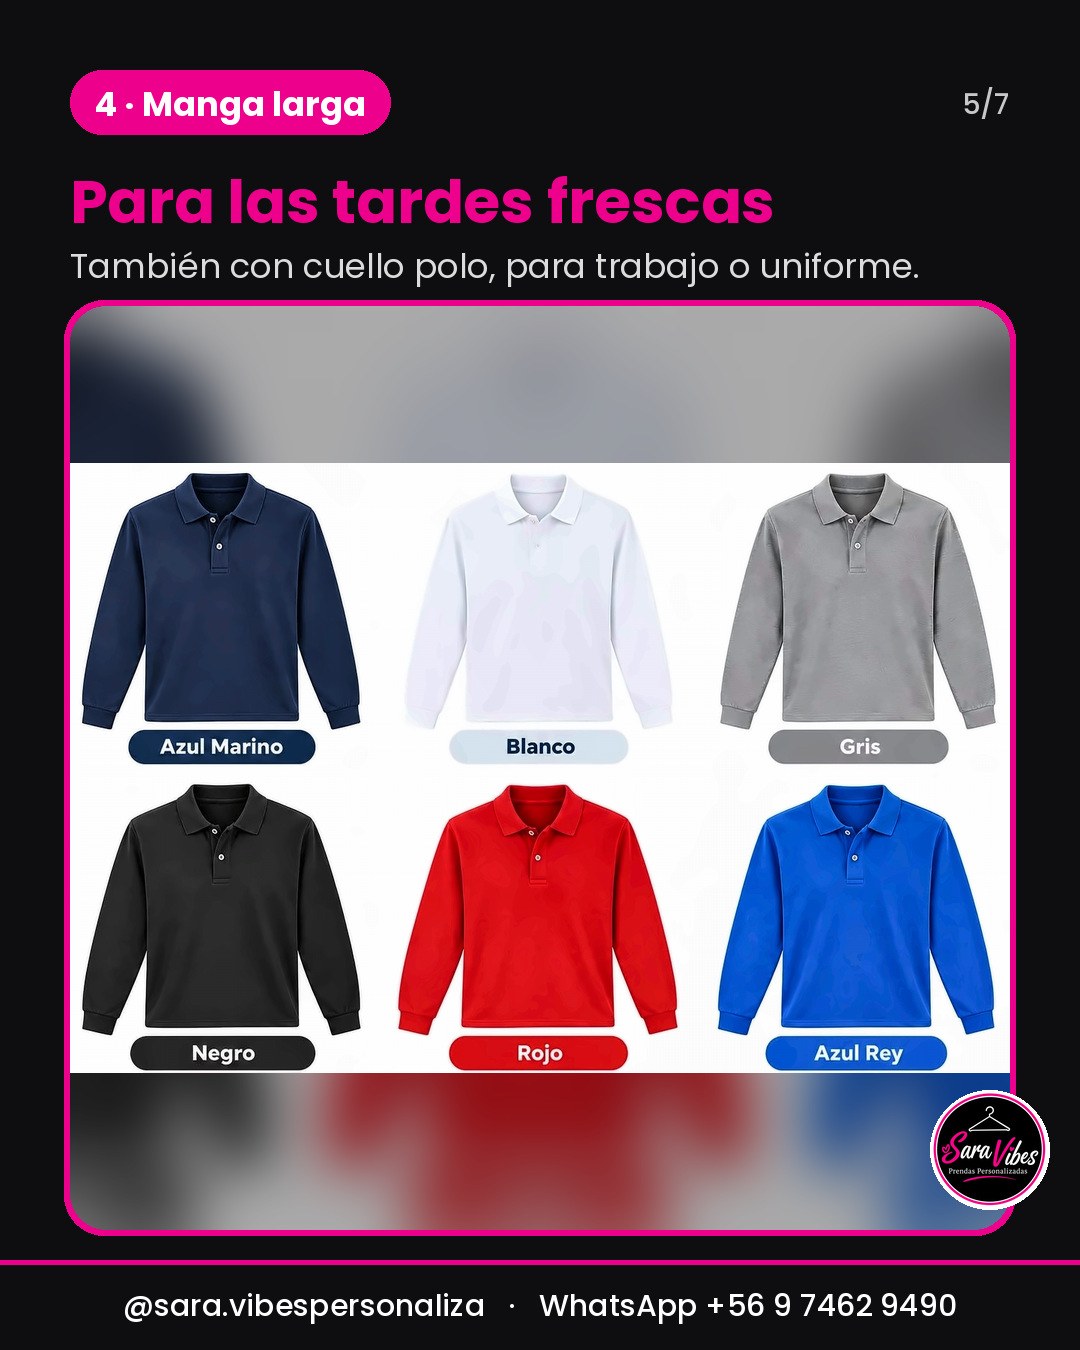 4 · Manga larga
5/7
Para las tardes frescas
También con cuello polo, para trabajo o uniforme.
Azul Marino
Blanco
Gris
Negro
Rojo
Azul Rey
Sara Vibes
Prendas Personalizadas
@sara.vibespersonaliza · WhatsApp +56 9 7462 9490